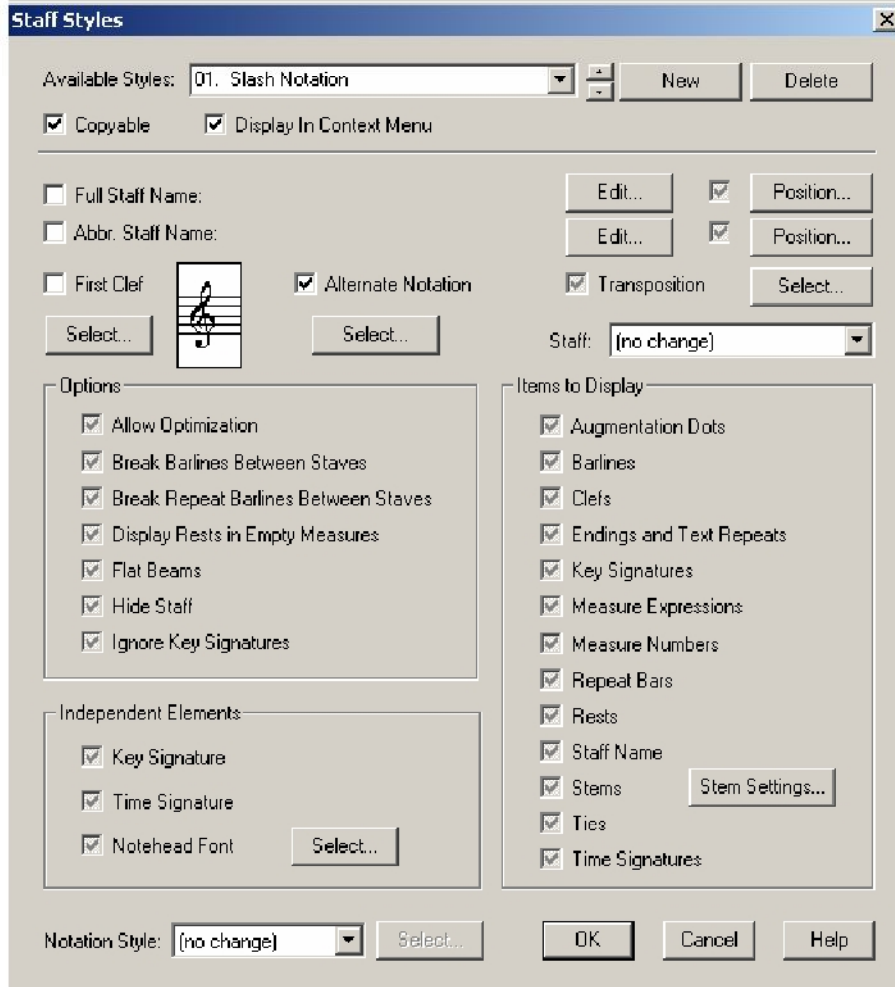 Staff Styles
Available Styles: 01. Slash Notation New Delete
Copyable Display In Context Menu
Full Staff Name: Edit... Position...
Abbr. Staff Name: Edit... Position...
First Clef Alternate Notation Transposition Select...
Select... Select... Staff: (no change)
Options
Allow Optimization
Break Barlines Between Staves
Break Repeat Barlines Between Staves
Display Rests in Empty Measures
Flat Beams
Hide Staff
Ignore Key Signatures
Independent Elements
Key Signature
Time Signature
Notehead Font Select...
Items to Display
Augmentation Dots
Barlines
Clefs
Endings and Text Repeats
Key Signatures
Measure Expressions
Measure Numbers
Repeat Bars
Rests
Staff Name
Stems Stem Settings...
Ties
Time Signatures
Notation Style: (no change) Select... OK Cancel Help